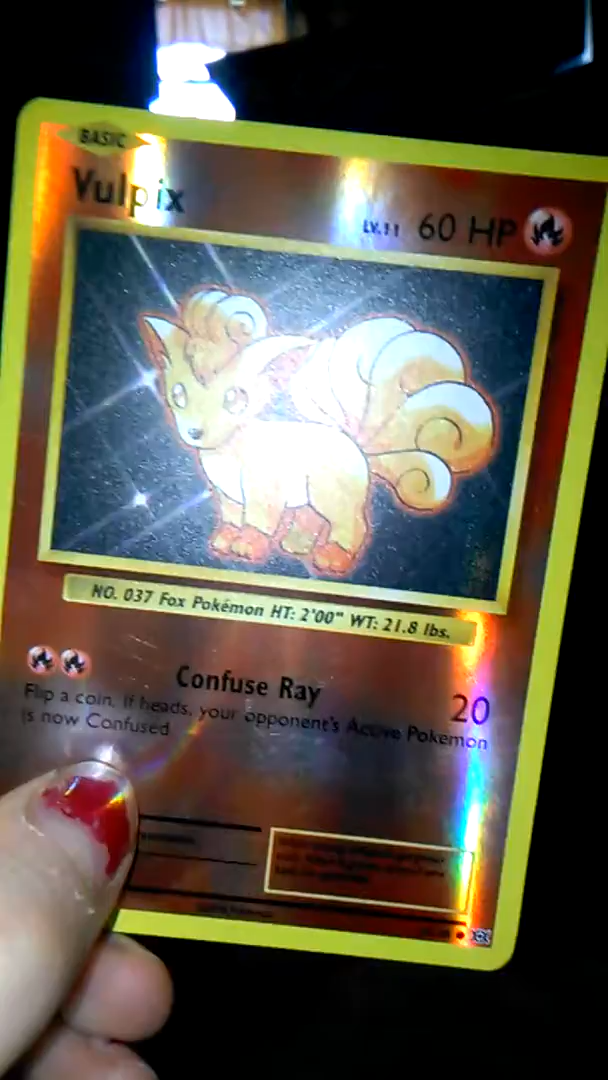 BASIC
Vulpix
LV.11 60 HP
NO. 037 Fox Pokémon HT: 2'00" WT: 21.8 lbs.
Confuse Ray
20
Flip a coin. If heads, your opponent's Active Pokémon
is now Confused